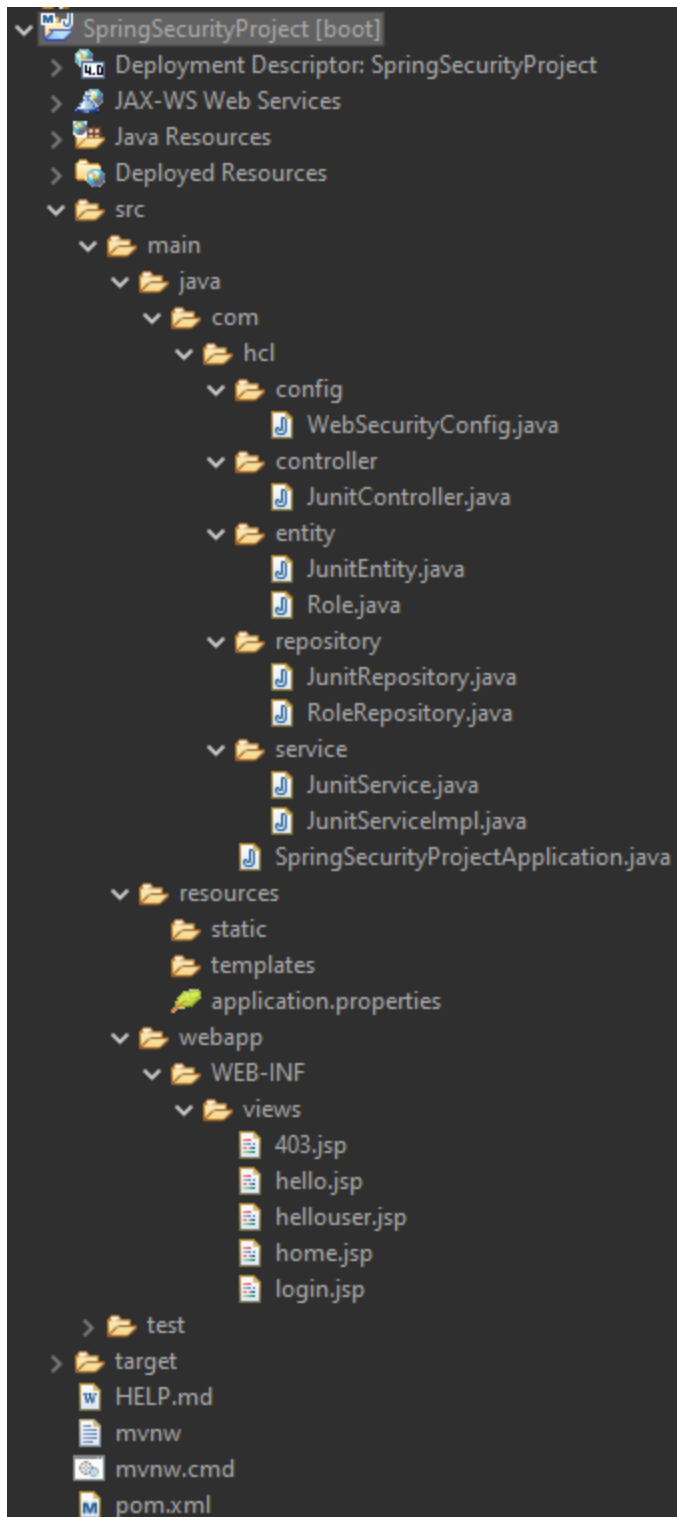 SpringSecurityProject [boot]
Deployment Descriptor: SpringSecurityProject
JAX-WS Web Services
Java Resources
Deployed Resources
src
main
java
com
hcl
config
WebSecurityConfig.java
controller
JunitController.java
entity
JunitEntity.java
Role.java
repository
JunitRepository.java
RoleRepository.java
service
JunitService.java
JunitServiceImpl.java
SpringSecurityProjectApplication.java
resources
static
templates
application.properties
webapp
WEB-INF
views
403.jsp
hello.jsp
hellouser.jsp
home.jsp
login.jsp
test
target
HELP.md
mvnw
mvnw.cmd
pom.xml